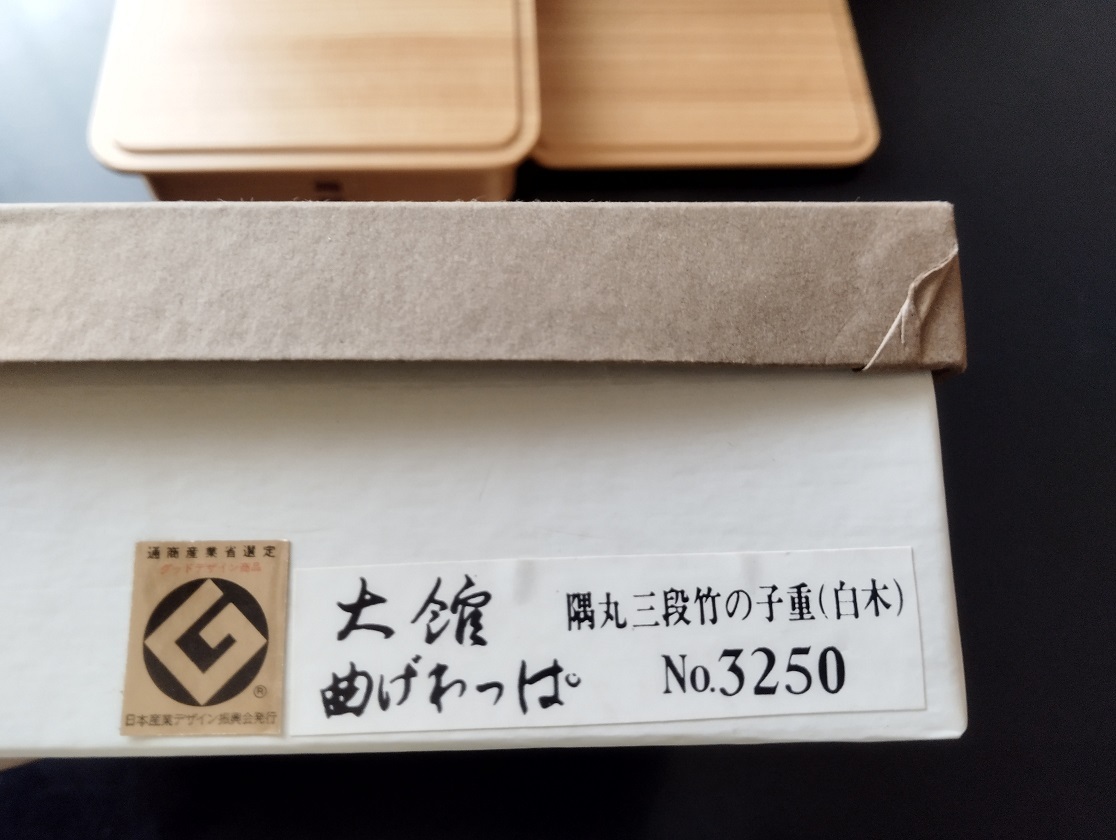 通商産業省選定
グッドデザイン商品
G
®
日本産業デザイン振興会発行
大館
曲げわっぱ
隅丸三段竹の子重(白木)
No.3250